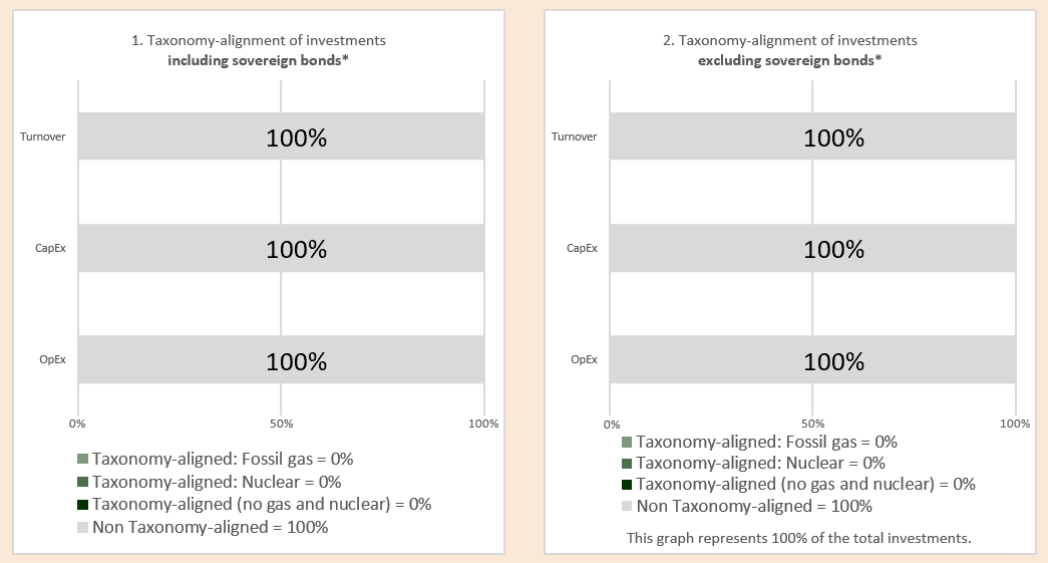 1. Taxonomy-alignment of investments
including sovereign bonds*
Turnover
100%
CapEx
100%
OpEx
100%
0%
50%
100%
Taxonomy-aligned: Fossil gas = 0%
Taxonomy-aligned: Nuclear = 0%
Taxonomy-aligned (no gas and nuclear) = 0%
Non Taxonomy-aligned = 100%
2. Taxonomy-alignment of investments
excluding sovereign bonds*
Turnover
100%
CapEx
100%
OpEx
100%
0%
50%
100%
Taxonomy-aligned: Fossil gas = 0%
Taxonomy-aligned: Nuclear = 0%
Taxonomy-aligned (no gas and nuclear) = 0%
Non Taxonomy-aligned = 100%
This graph represents 100% of the total investments.